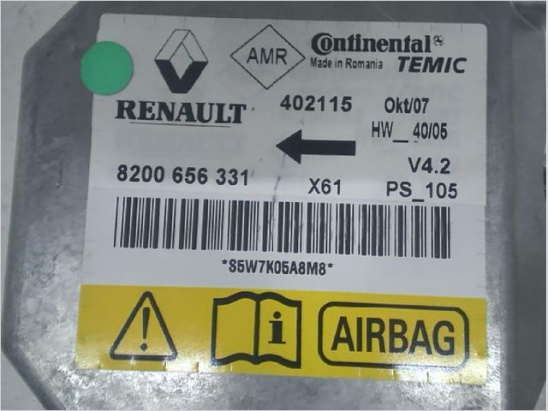 AMR
Continental
Made in Romania TEMIC
RENAULT
402115 Okt/07
HW__40/05
8200 656 331
V4.2
X61 PS_105
*S5W7K05A8M8*
i AIRBAG